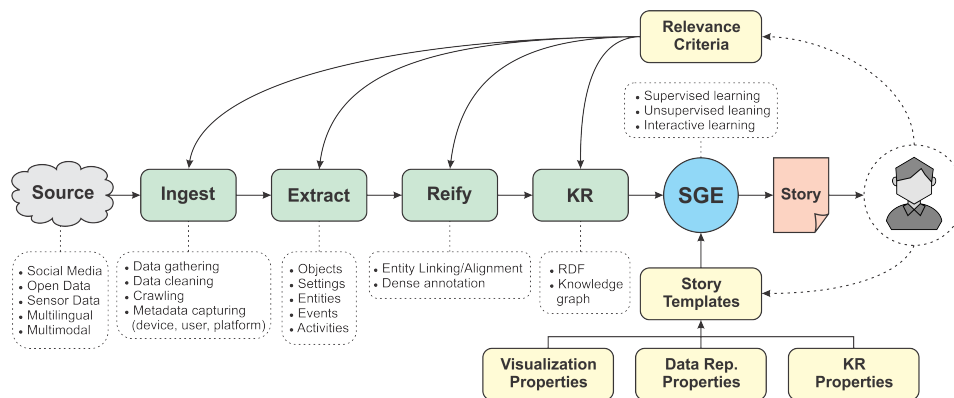 Relevance
Criteria
• Supervised learning
• Unsupervised leaning
• Interactive learning
Source
Ingest
Extract
Reify
KR
SGE
Story
• Social Media
• Open Data
• Sensor Data
• Multilingual
• Multimodal
• Data gathering
• Data cleaning
• Crawling
• Metadata capturing
(device, user, platform)
• Objects
• Settings
• Entities
• Events
• Activities
• Entity Linking/Alignment
• Dense annotation
• RDF
• Knowledge
graph
Story
Templates
Visualization
Properties
Data Rep.
Properties
KR
Properties